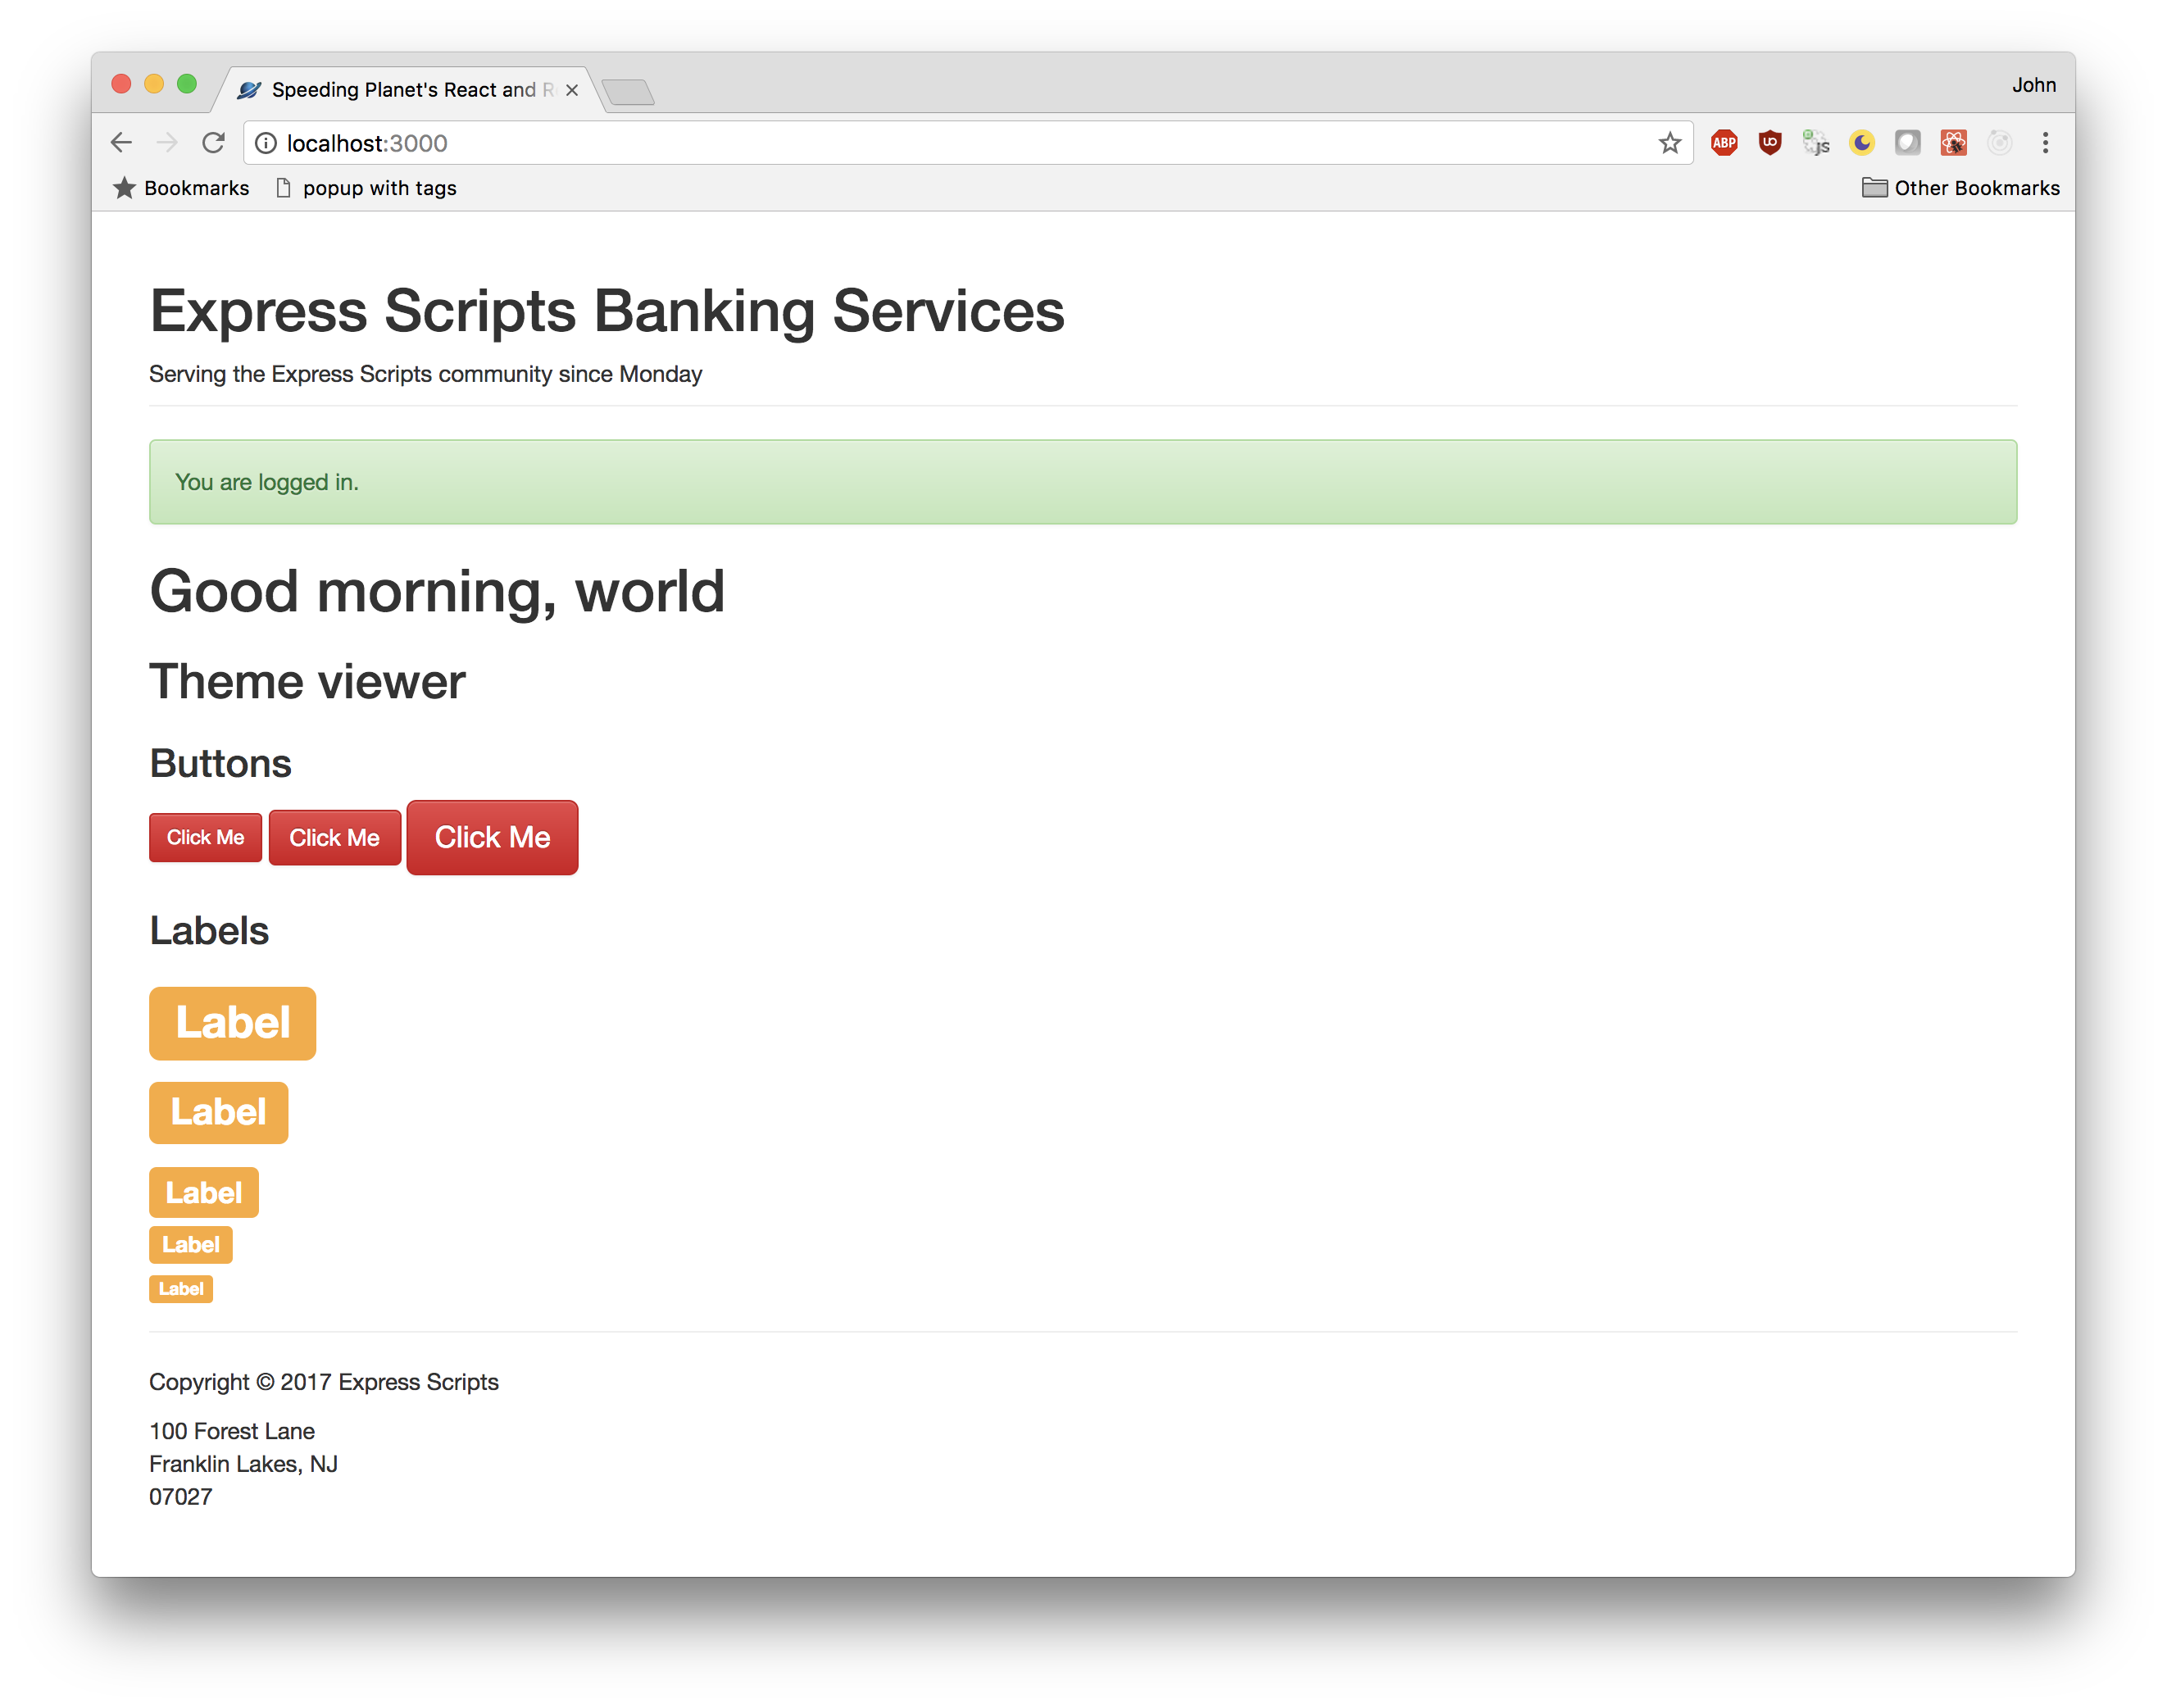 Speeding Planet's React and R
John
localhost:3000
ABP
UD
JS
Bookmarks
popup with tags
Other Bookmarks
Express Scripts Banking Services
Serving the Express Scripts community since Monday
You are logged in.
Good morning, world
Theme viewer
Buttons
Click Me Click Me Click Me
Labels
Label
Label
Label
Label
Label
Copyright © 2017 Express Scripts
100 Forest Lane
Franklin Lakes, NJ
07027